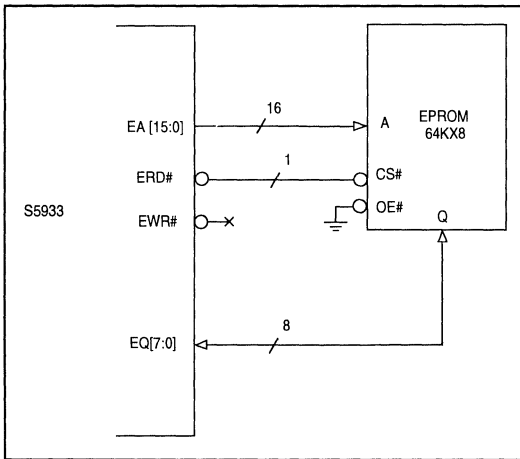 16
EA [15:0]
A
EPROM
64KX8
ERD#
1
CS#
S5933
EWR#
OE#
Q
EQ[7:0]
8